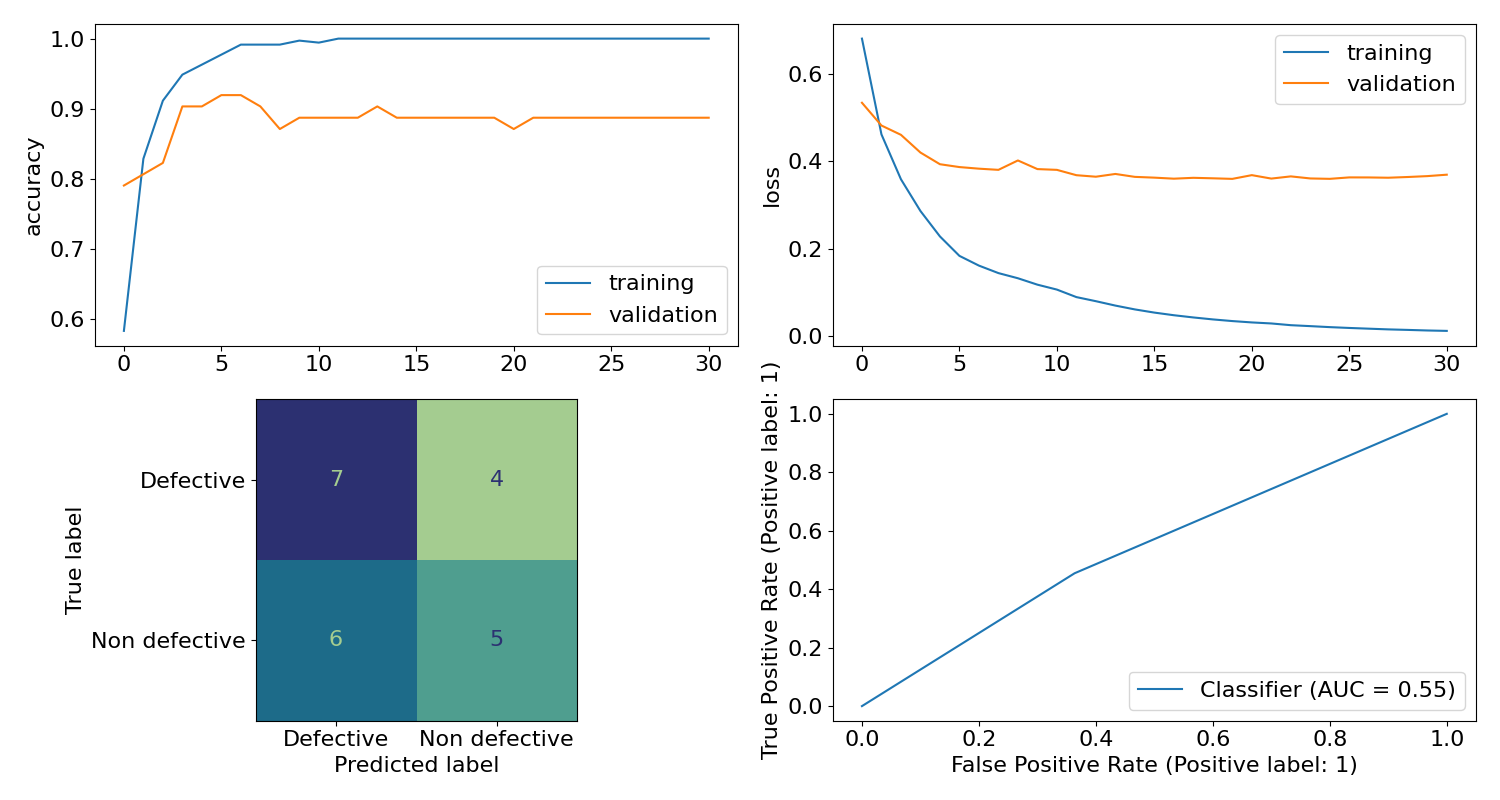 1.0
0.9
0.8
0.7
0.6
accuracy
training
validation
0 5 10 15 20 25 30
0.6
0.4
0.2
0.0
loss
training
validation
0 5 10 15 20 25 30
True label
Defective
Non defective
7 4
6 5
Defective Non defective
Predicted label
True Positive Rate (Positive label: 1)
1.0
0.8
0.6
0.4
0.2
0.0
Classifier (AUC = 0.55)
0.0 0.2 0.4 0.6 0.8 1.0
False Positive Rate (Positive label: 1)